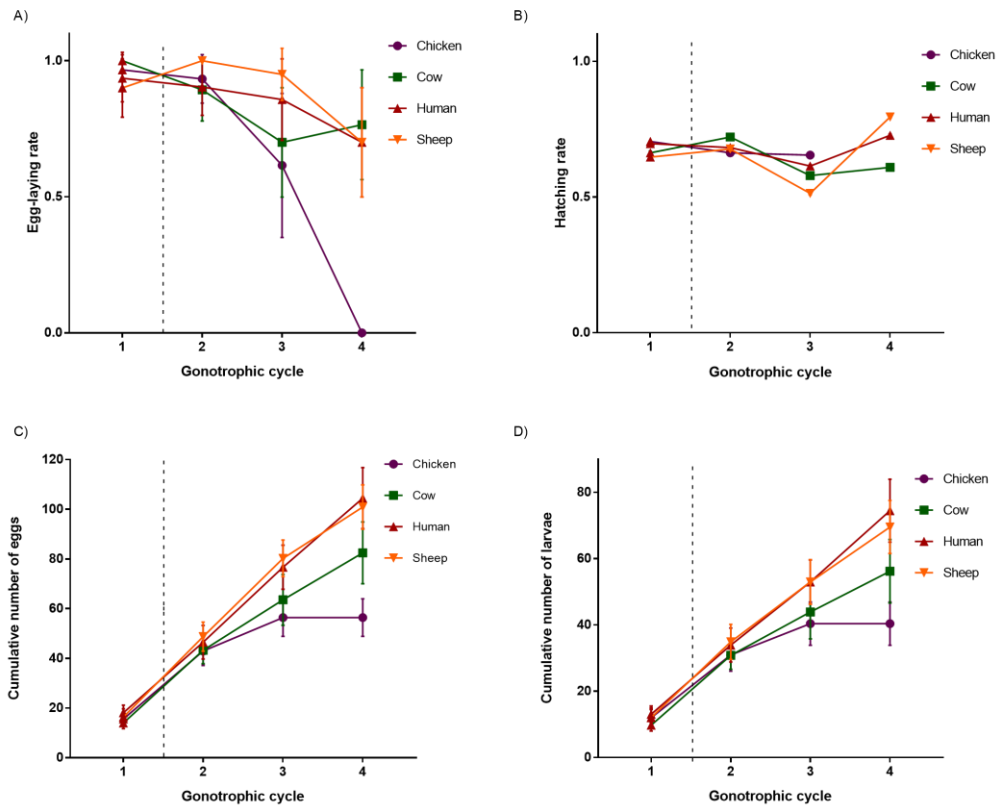 A)
Egg-laying rate
1.0
0.5
0.0
1 2 3 4
Gonotrophic cycle
Chicken
Cow
Human
Sheep
B)
Hatching rate
1.0
0.5
0.0
1 2 3 4
Gonotrophic cycle
Chicken
Cow
Human
Sheep
C)
Cumulative number of eggs
120
100
80
60
40
20
0
1 2 3 4
Gonotrophic cycle
Chicken
Cow
Human
Sheep
D)
Cumulative number of larvae
80
60
40
20
0
1 2 3 4
Gonotrophic cycle
Chicken
Cow
Human
Sheep